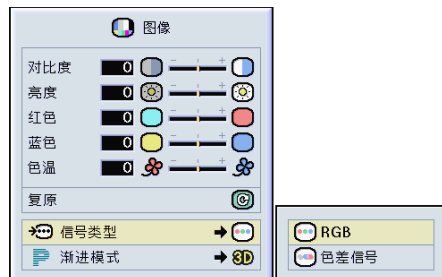 图像
对比度 0
亮度 0
红色 0
蓝色 0
色温 0
复原
信号类型
渐进模式 3D
RGB
色差信号